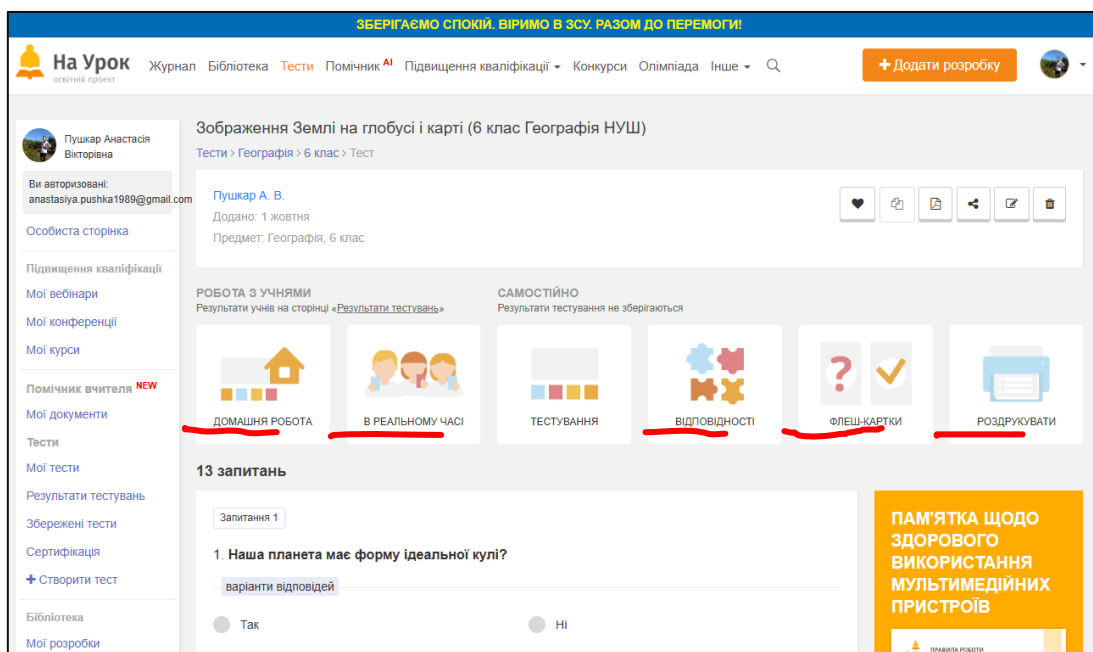 ЗБЕРІГАЄМО СПОКІЙ. ВІРИМО В ЗСУ. РАЗОМ ДО ПЕРЕМОГИ!
На Урок
освітній проект
Журнал Бібліотека Тести Помічник AI Підвищення кваліфікації Конкурси Олімпіада Інше
+ Додати розробку
Пушкар Анастасія
Вікторівна
Ви авторизовані:
anastasiya.pushka1989@gmail.com
Особиста сторінка
Підвищення кваліфікації
Мої вебінари
Мої конференції
Мої курси
Помічник вчителя NEW
Мої документи
Тести
Мої тести
Результати тестувань
Збережені тести
Сертифікація
+ Створити тест
Бібліотека
Мої розробки
Зображення Землі на глобусі і карті (6 клас Географія НУШ)
Тести › Географія › 6 клас › Тест
Пушкар А. В.
Додано: 1 жовтня
Предмет: Географія, 6 клас
РОБОТА З УЧНЯМИ
Результати учнів на сторінці «Результати тестувань»
САМОСТІЙНО
Результати тестування не зберігаються
ДОМАШНЯ РОБОТА
В РЕАЛЬНОМУ ЧАСІ
ТЕСТУВАННЯ
ВІДПОВІДНОСТІ
ФЛЕШ-КАРТКИ
РОЗДРУКУВАТИ
13 запитань
Запитання 1
1. Наша планета має форму ідеальної кулі?
варіанти відповідей
Так
Ні
ПАМ'ЯТКА ЩОДО
ЗДОРОВОГО
ВИКОРИСТАННЯ
МУЛЬТИМЕДІЙНИХ
ПРИСТРОЇВ
ПРАВИЛА РОБОТИ